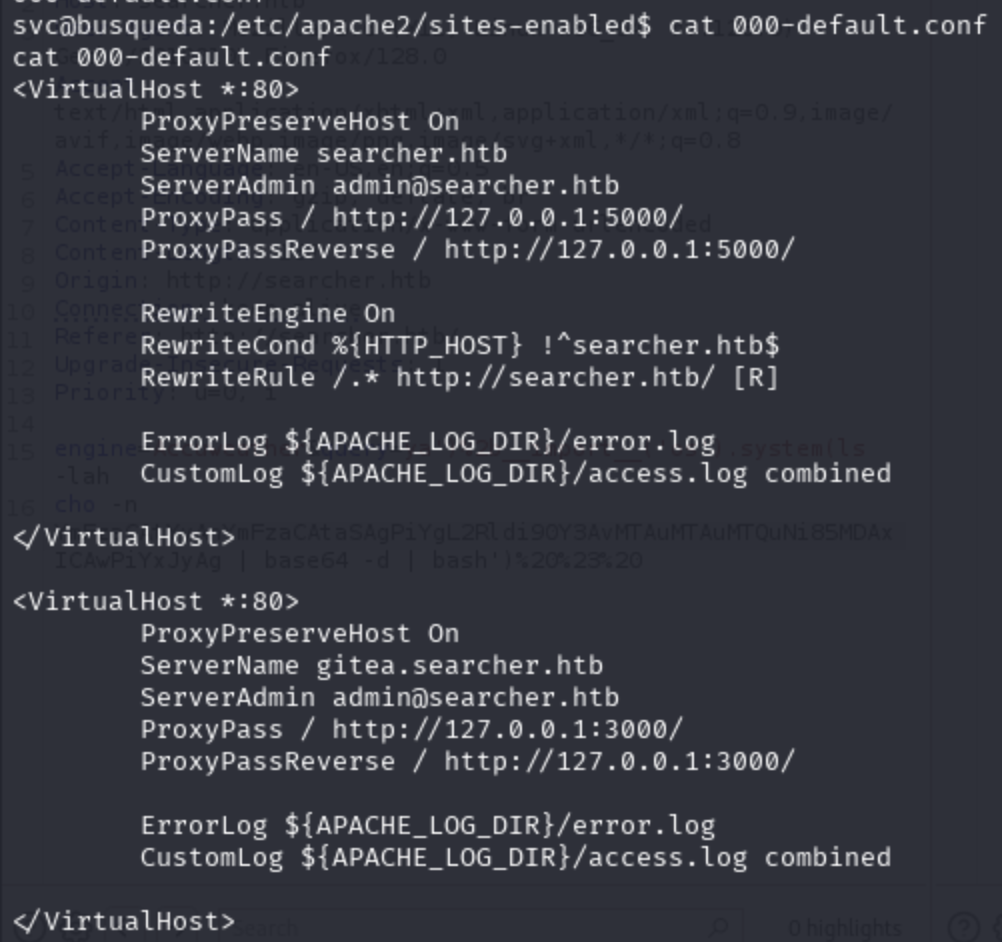 svc@busqueda:/etc/apache2/sites-enabled$ cat 000-default.conf
cat 000-default.conf
<VirtualHost *:80>
        ProxyPreserveHost On
        ServerName searcher.htb
        ServerAdmin admin@searcher.htb
        ProxyPass / http://127.0.0.1:5000/
        ProxyPassReverse / http://127.0.0.1:5000/

        RewriteEngine On
        RewriteCond %{HTTP_HOST} !^searcher.htb$
        RewriteRule /.* http://searcher.htb/ [R]

        ErrorLog ${APACHE_LOG_DIR}/error.log
        CustomLog ${APACHE_LOG_DIR}/access.log combined

</VirtualHost>

<VirtualHost *:80>
        ProxyPreserveHost On
        ServerName gitea.searcher.htb
        ServerAdmin admin@searcher.htb
        ProxyPass / http://127.0.0.1:3000/
        ProxyPassReverse / http://127.0.0.1:3000/

        ErrorLog ${APACHE_LOG_DIR}/error.log
        CustomLog ${APACHE_LOG_DIR}/access.log combined

</VirtualHost>
Search
0 highlights